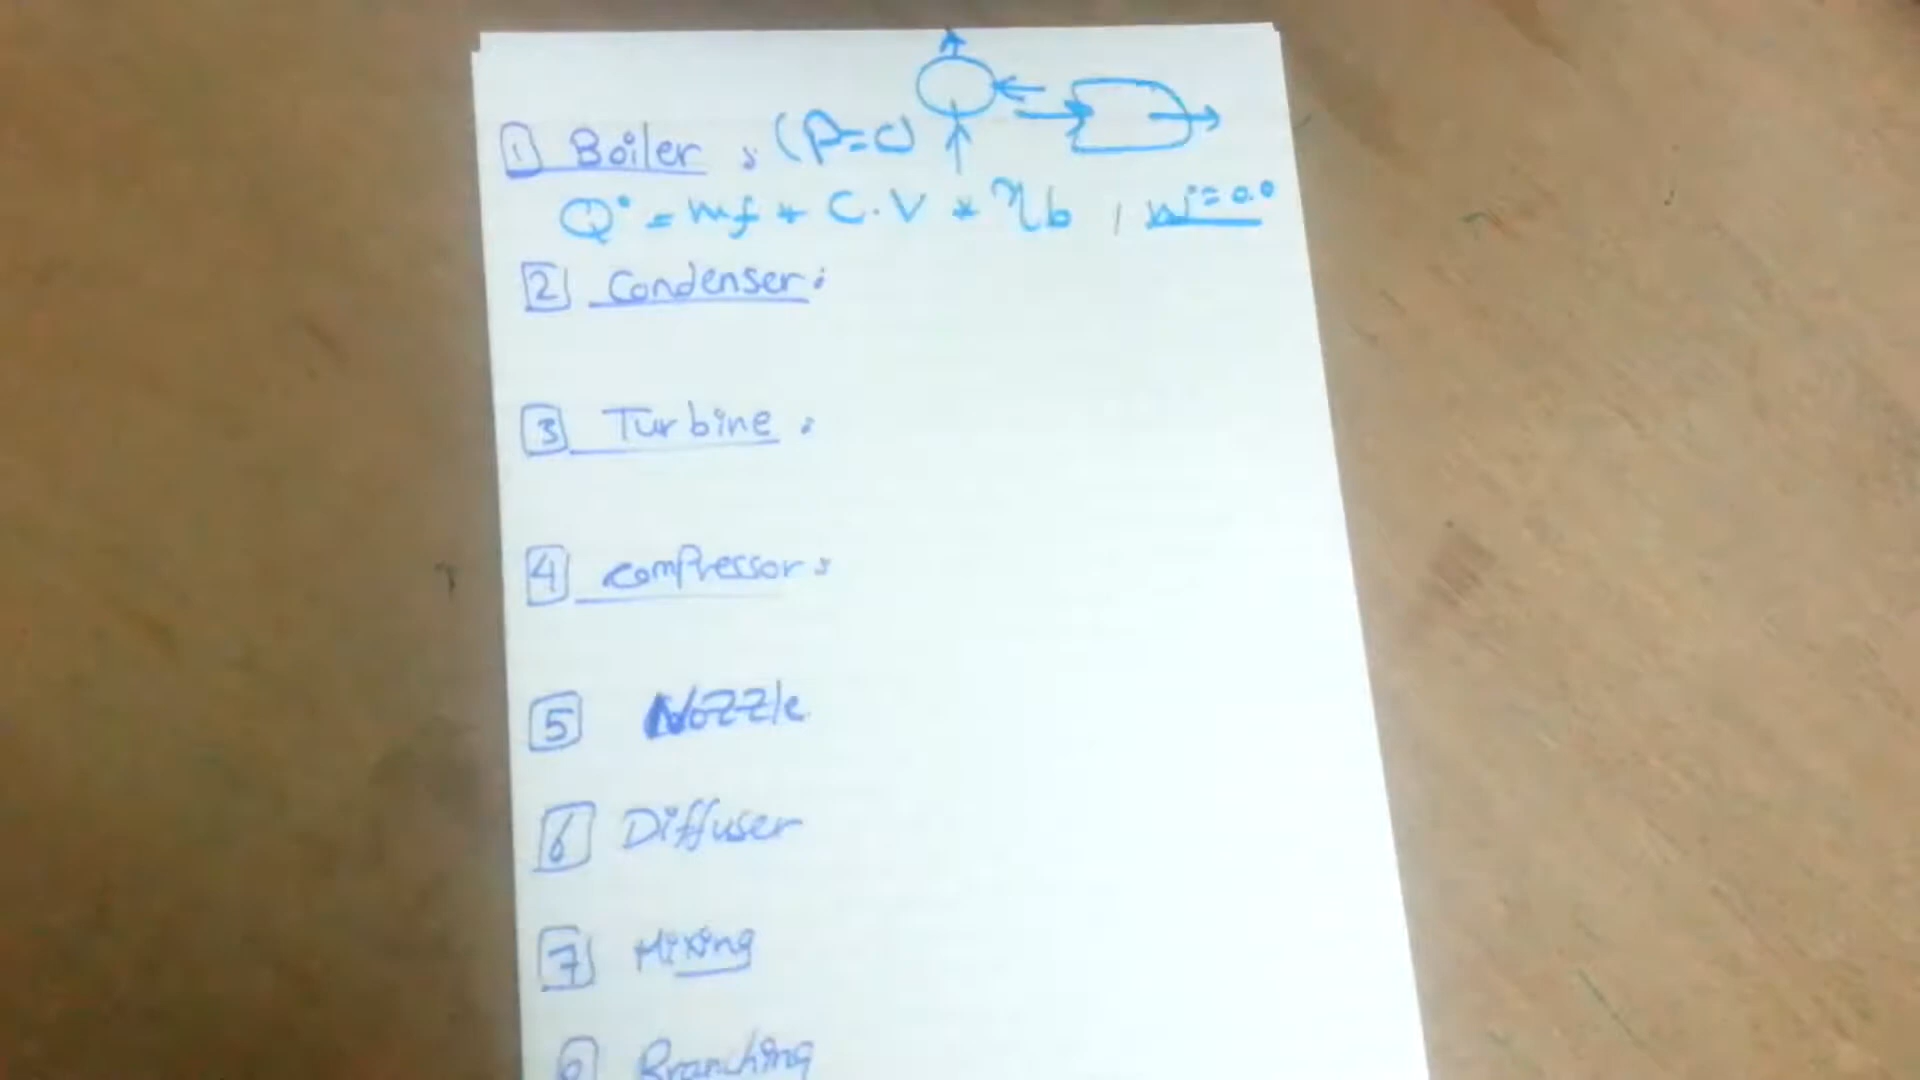 1 Boiler : (P=C)
Q° = mf * C.V * ηb , W°=0.0
2 Condenser :
3 Turbine :
4 compressor :
5 Nozzle
6 Diffuser
7 Mixing
8 Branching